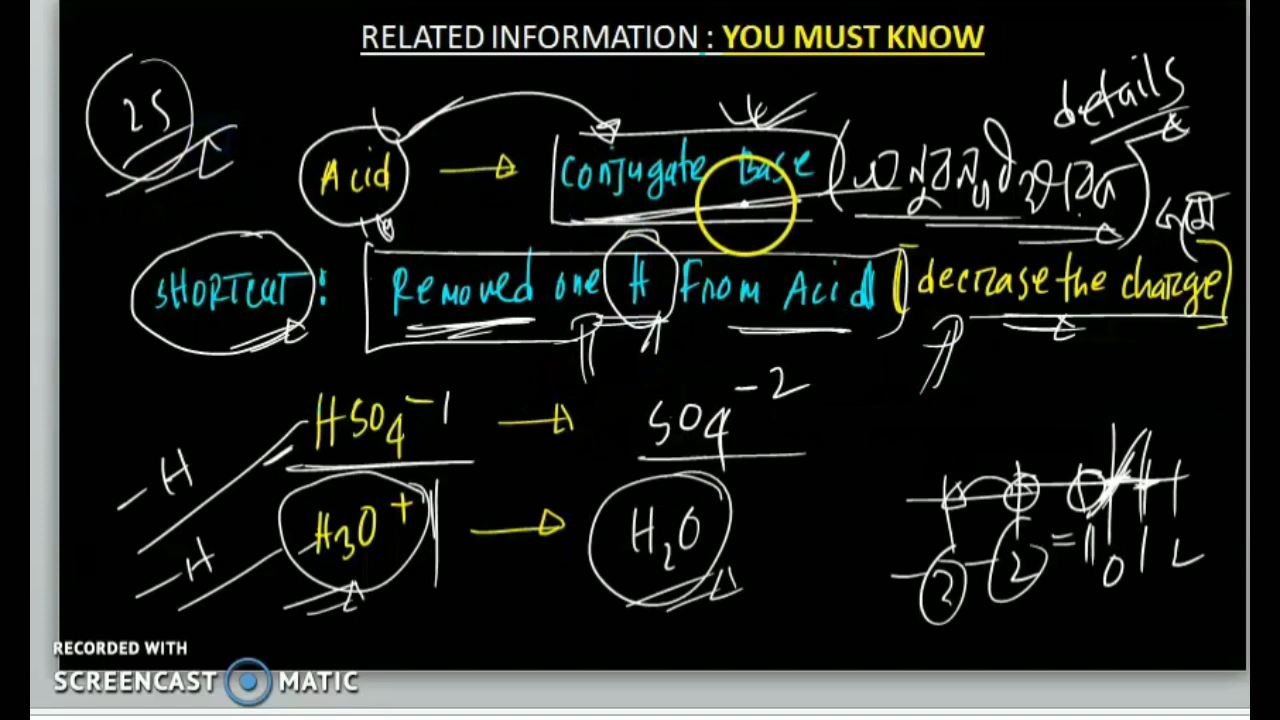 RELATED INFORMATION : YOU MUST KNOW
details
25
Acid → Conjugate Base
SHORTCUT : Removed one H From Acid ( decrase the charge
HSO4 -1 → SO4 -2
- H
H3O + → H2O
- H
RECORDED WITH
SCREENCAST MATIC